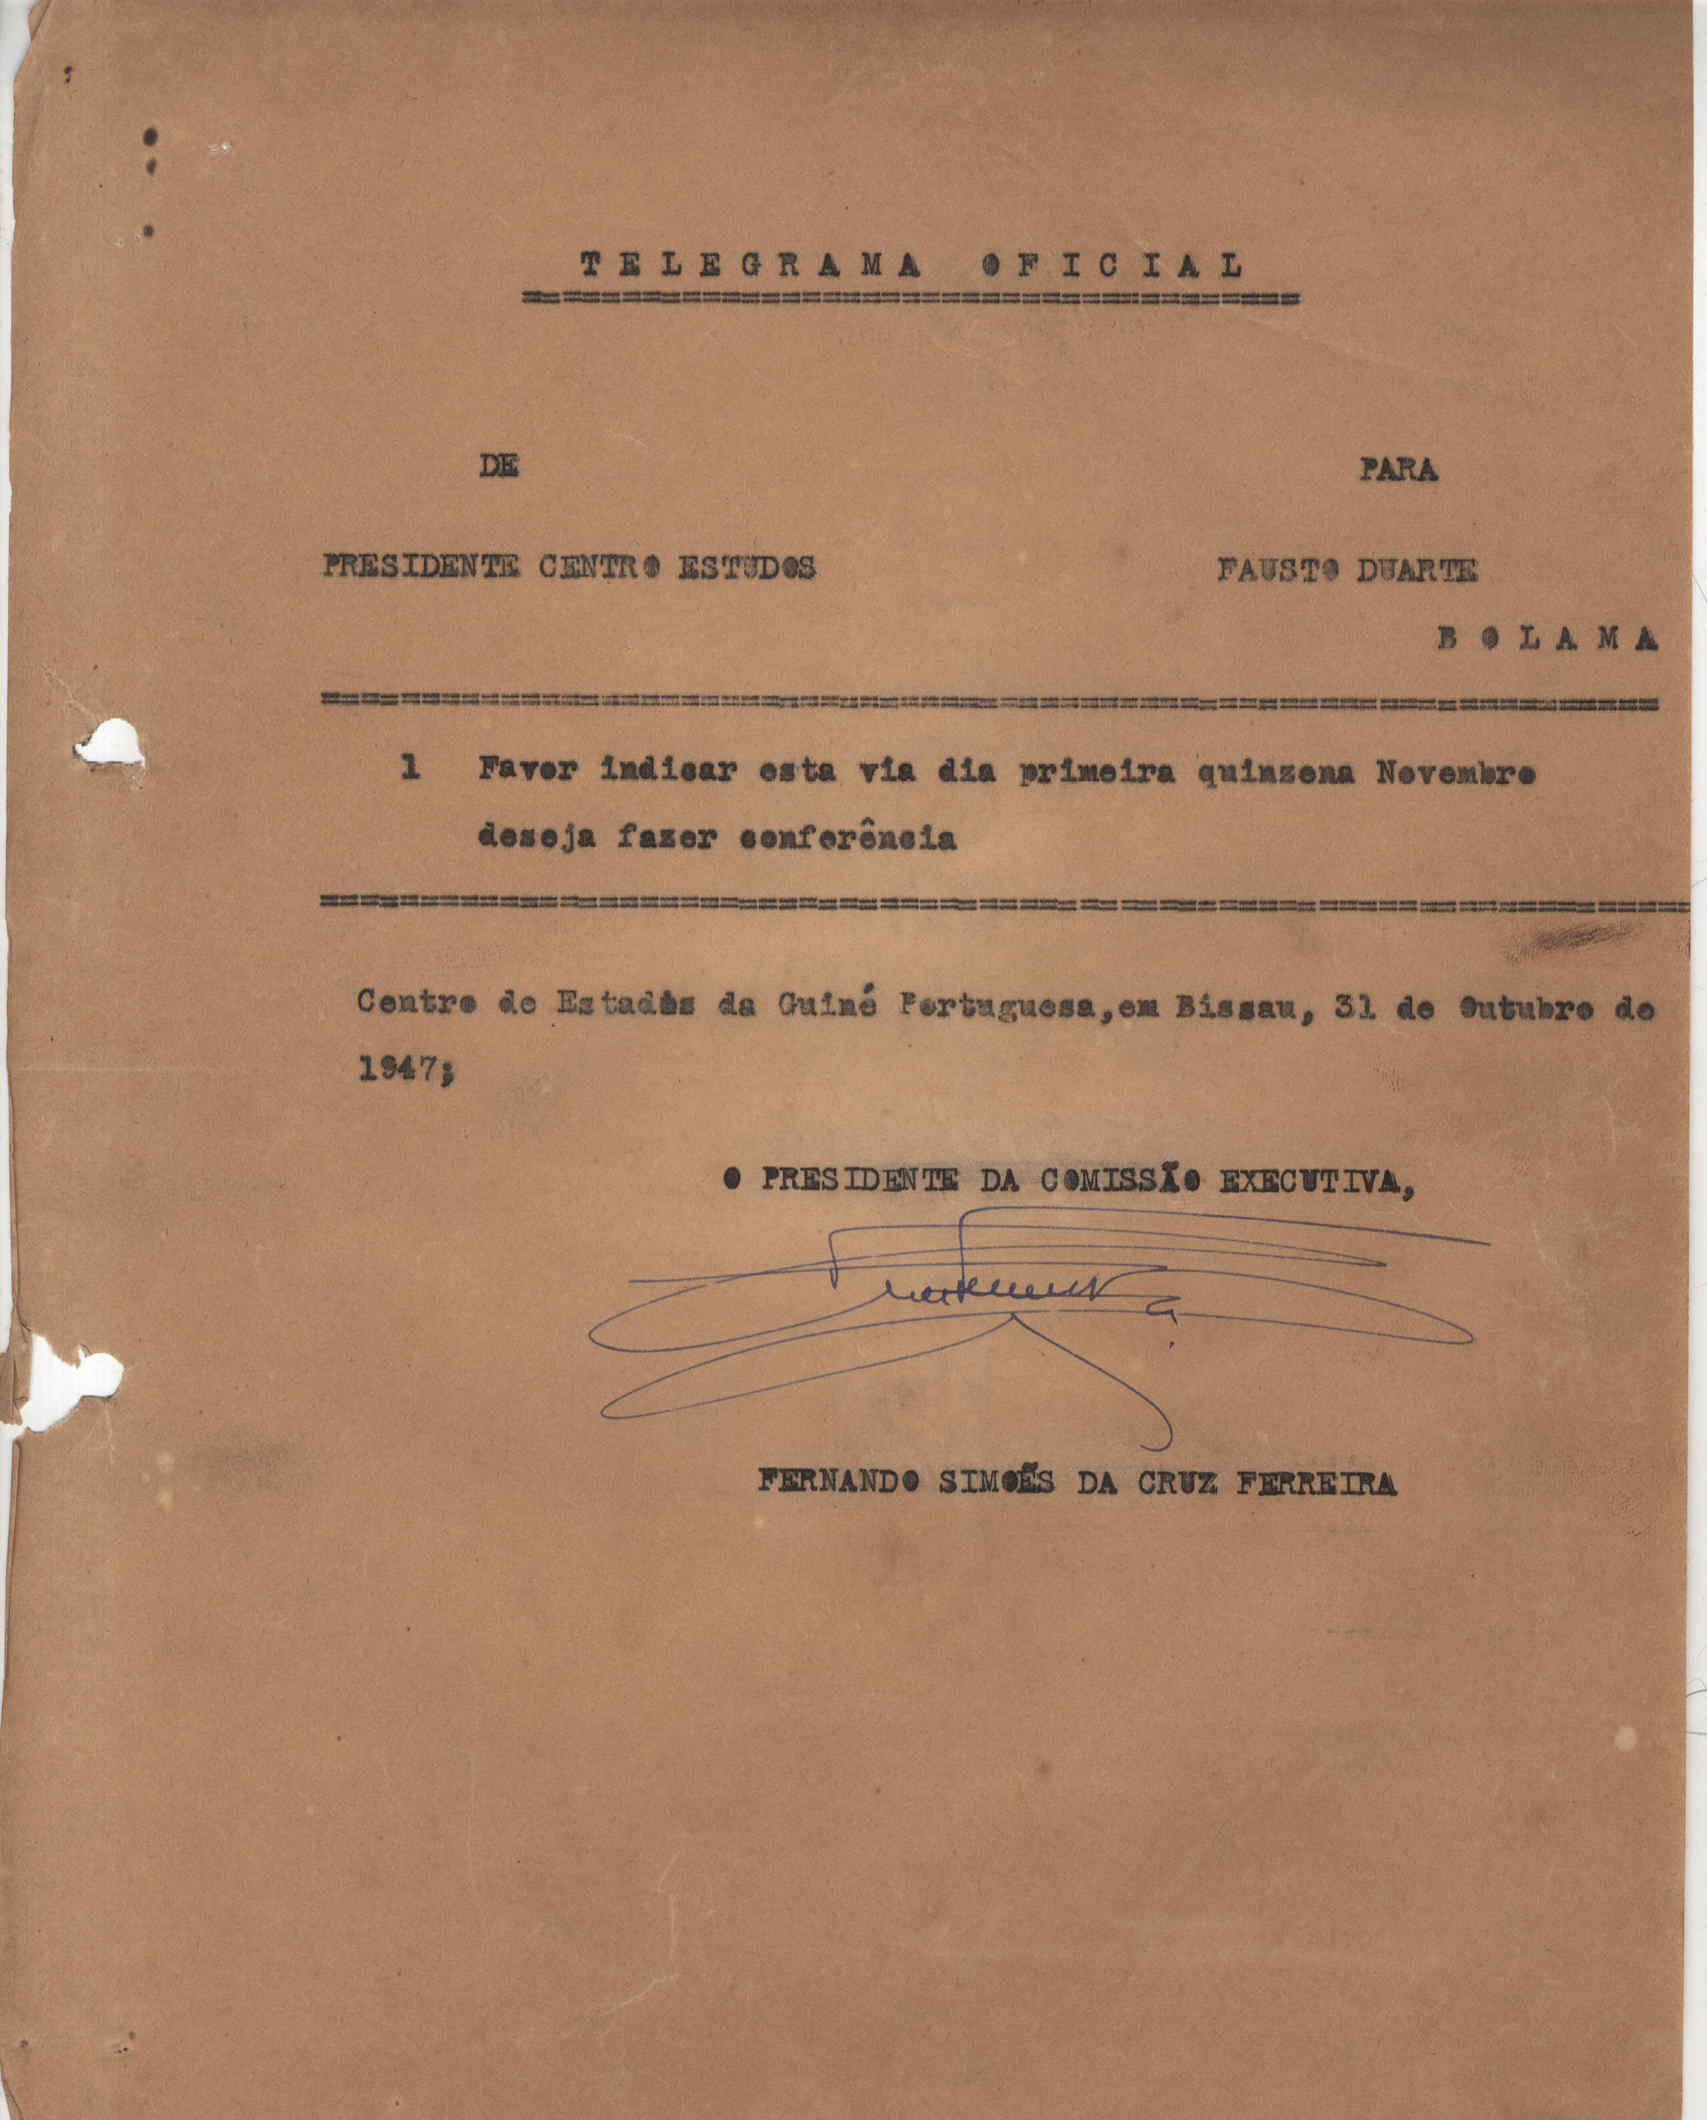 TELEGRAMA OFICIAL
DE PARA
PRESIDENTE CENTRO ESTUDOS FAUSTO DUARTE
BOLAMA
1 Favor indicar esta via dia primeira quinzena Novembro
deseja fazer conferência
Centro de Estados da Guiné Portuguesa,em Bissau, 31 de Outubro de
1947;
O PRESIDENTE DA COMISSÃO EXECUTIVA,
FERNANDO SIMOẼS DA CRUZ FERREIRA